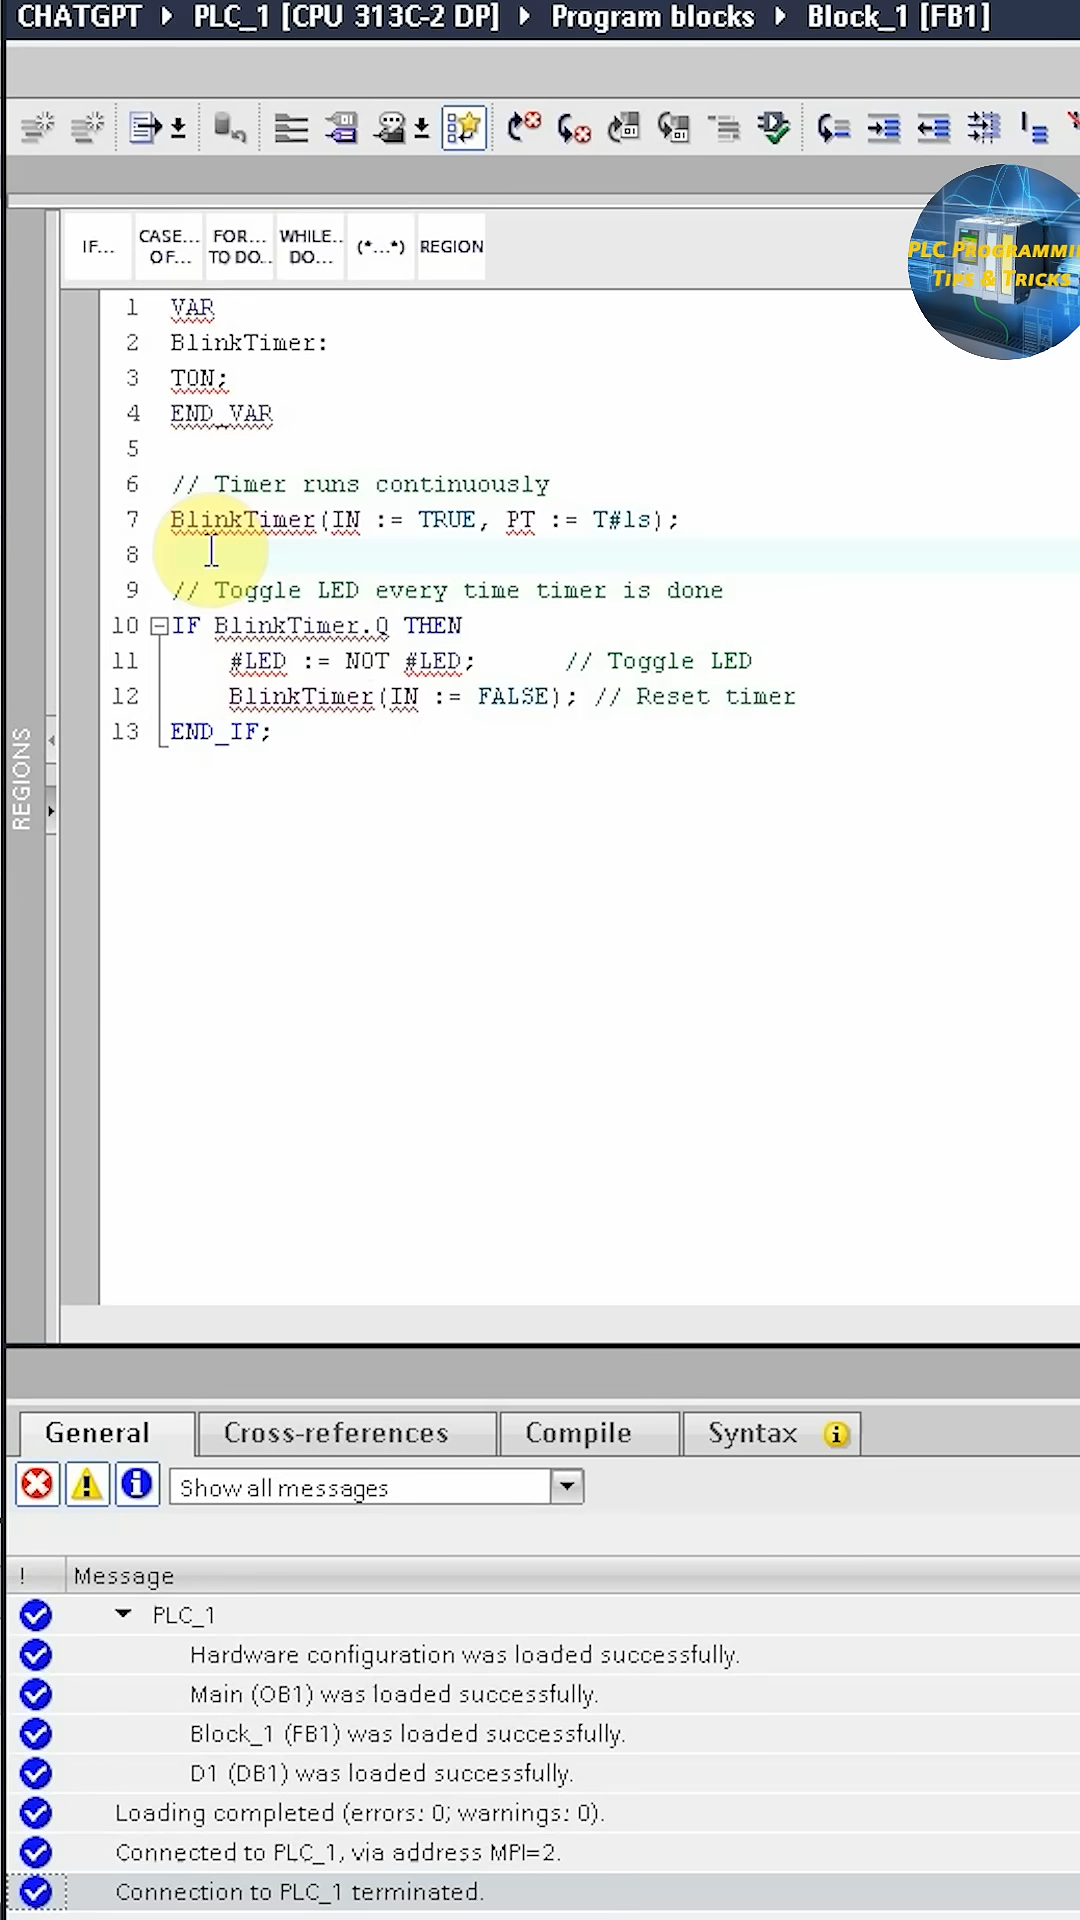 CHATGPT ▸ PLC_1 [CPU 313C-2 DP] ▸ Program blocks ▸ Block_1 [FB1]
IF... CASE... OF... FOR... TO DO.. WHILE.. DO... (*...*) REGION
PLC PROGRAMMI
TIPS & TRICKS
1 VAR
2 BlinkTimer:
3 TON;
4 END_VAR
5
6 // Timer runs continuously
7 BlinkTimer(IN := TRUE, PT := T#1s);
8
9 // Toggle LED every time timer is done
10 IF BlinkTimer.Q THEN
11 #LED := NOT #LED; // Toggle LED
12 BlinkTimer(IN := FALSE); // Reset timer
13 END_IF;
REGIONS
General Cross-references Compile Syntax
Show all messages
! Message
PLC_1
Hardware configuration was loaded successfully.
Main (OB1) was loaded successfully.
Block_1 (FB1) was loaded successfully.
D1 (DB1) was loaded successfully.
Loading completed (errors: 0; warnings: 0).
Connected to PLC_1, via address MPI=2.
Connection to PLC_1 terminated.